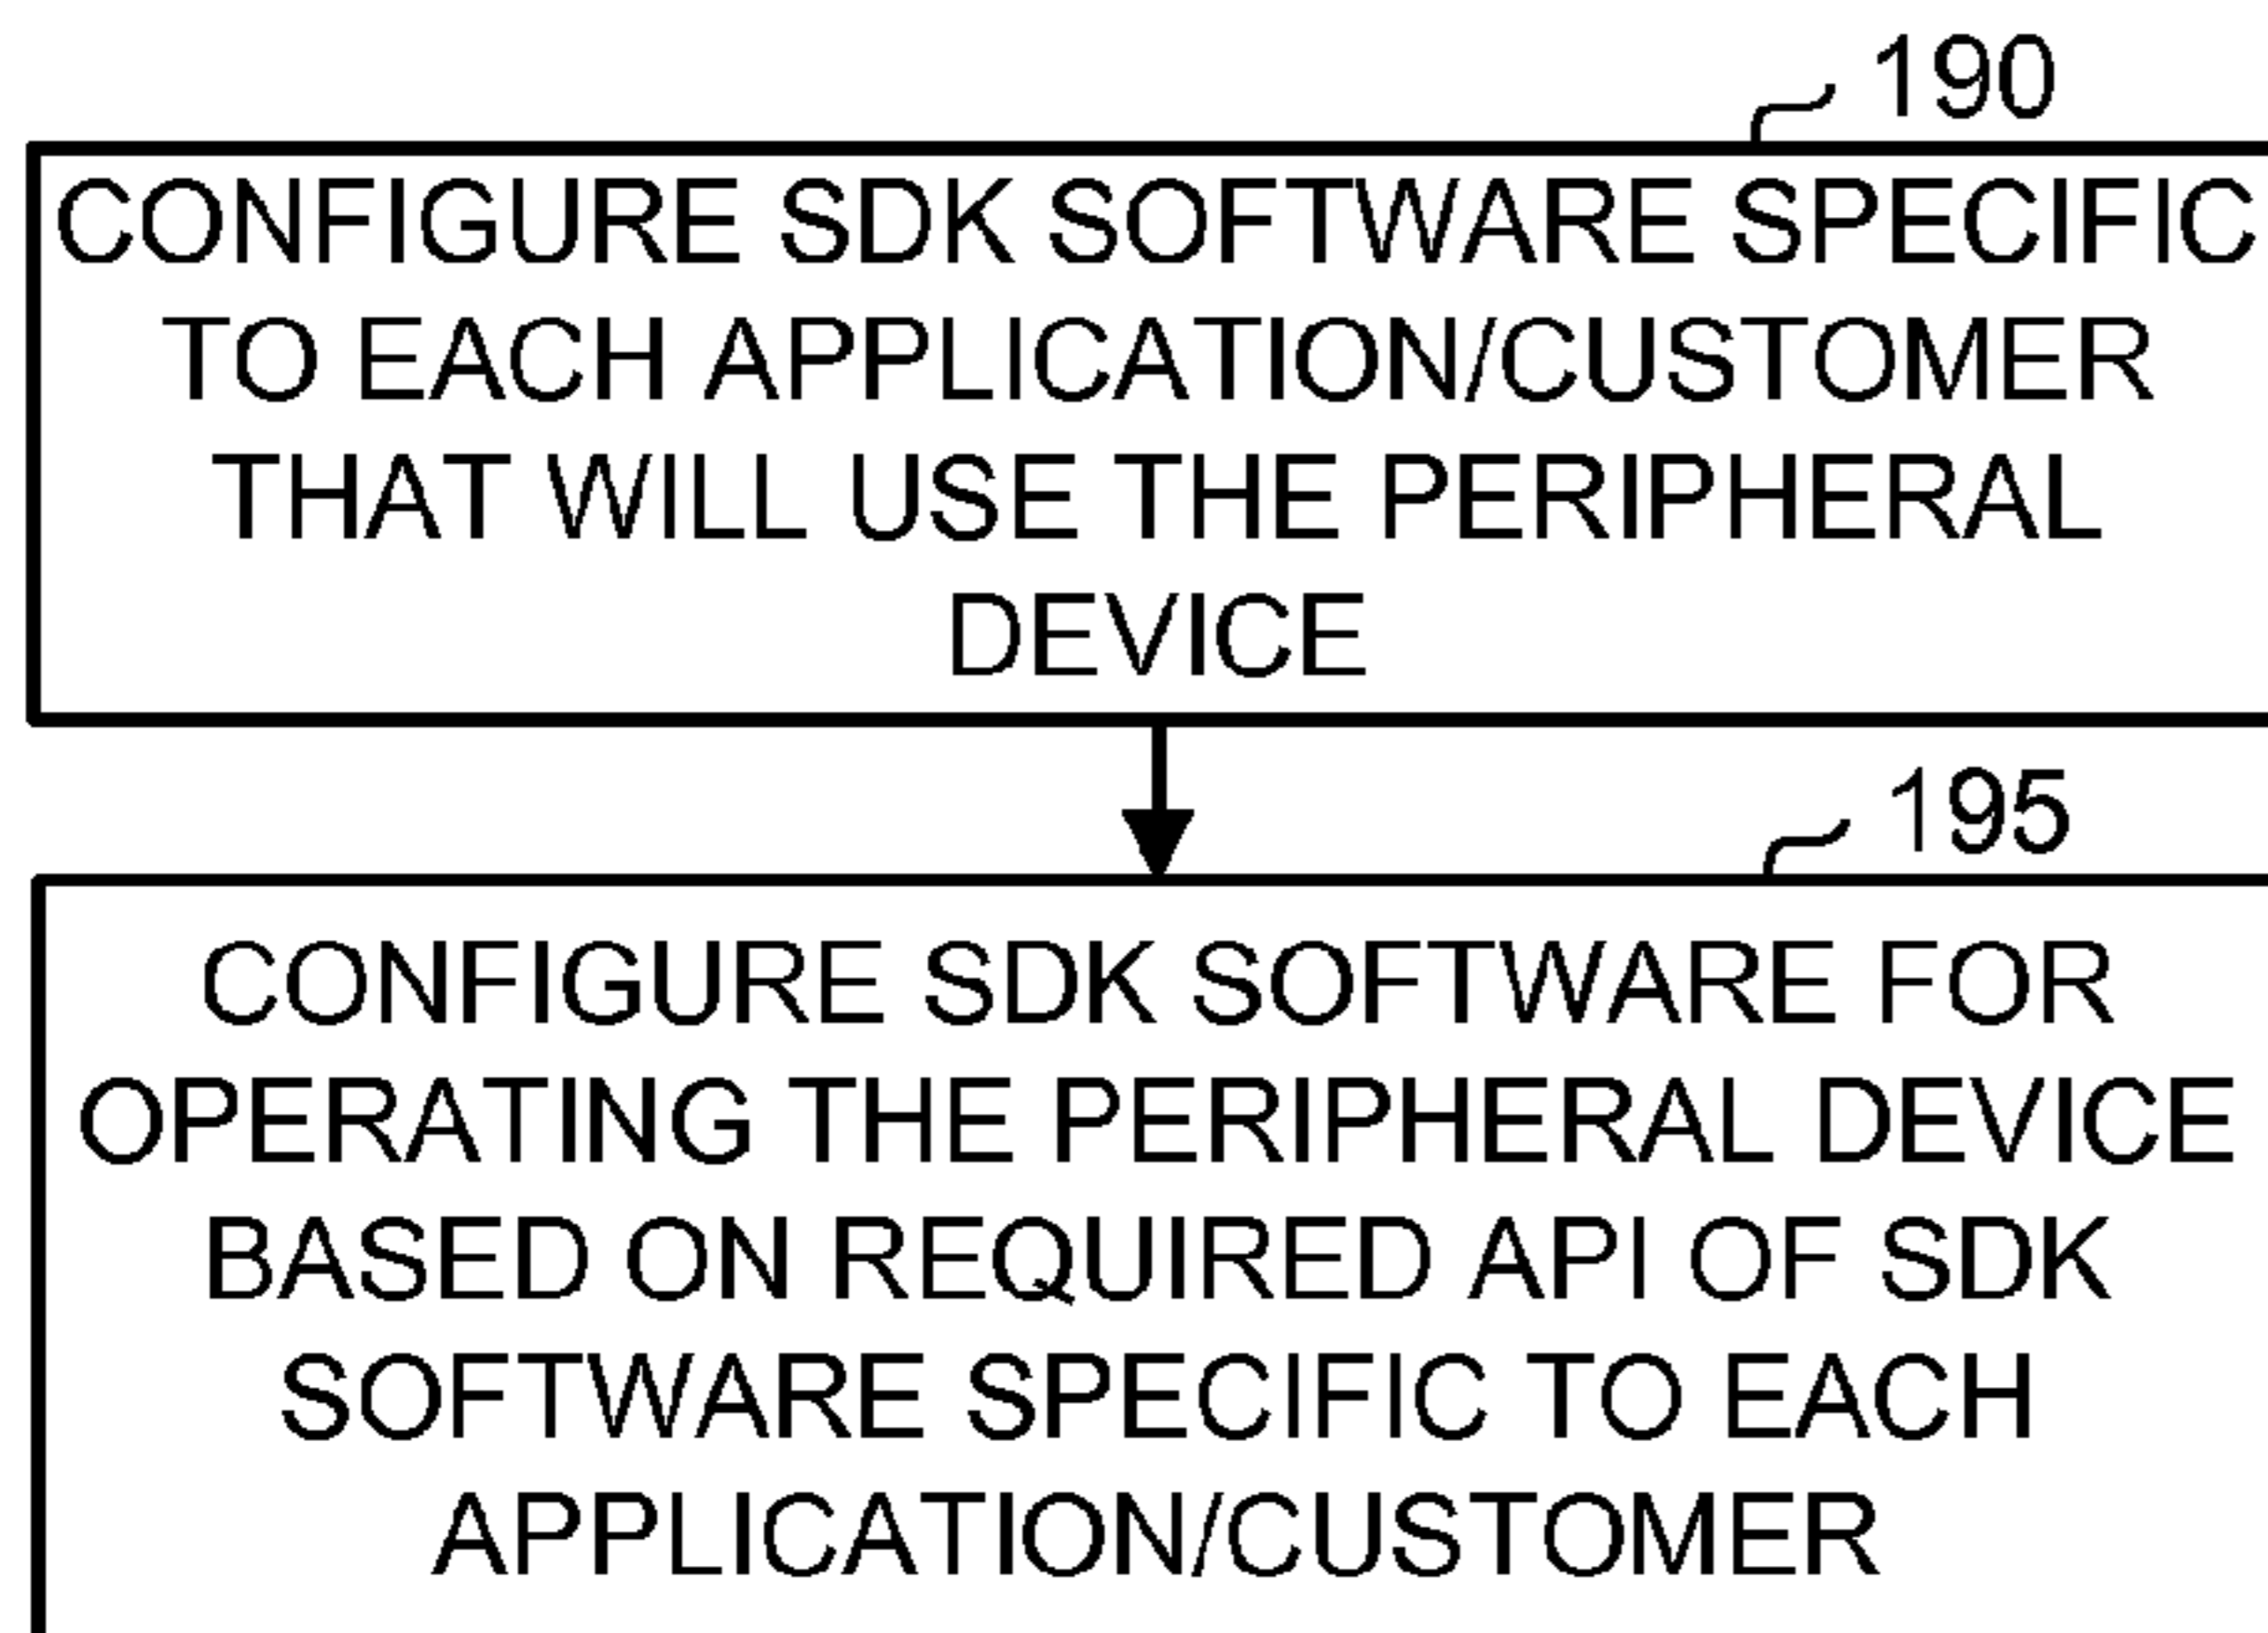 190
CONFIGURE SDK SOFTWARE SPECIFIC
TO EACH APPLICATION/CUSTOMER
THAT WILL USE THE PERIPHERAL
DEVICE
195
CONFIGURE SDK SOFTWARE FOR
OPERATING THE PERIPHERAL DEVICE
BASED ON REQUIRED API OF SDK
SOFTWARE SPECIFIC TO EACH
APPLICATION/CUSTOMER